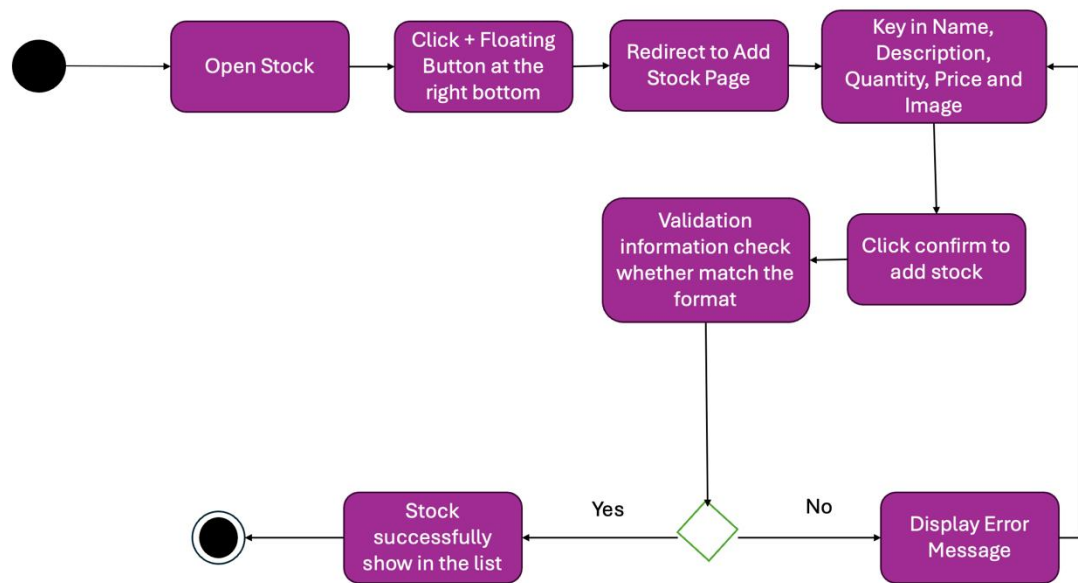 Open Stock
Click + Floating
Button at the
right bottom
Redirect to Add
Stock Page
Key in Name,
Description,
Quantity, Price and
Image
Click confirm to
add stock
Validation
information check
whether match the
format
Yes
No
Stock
successfully
show in the list
Display Error
Message